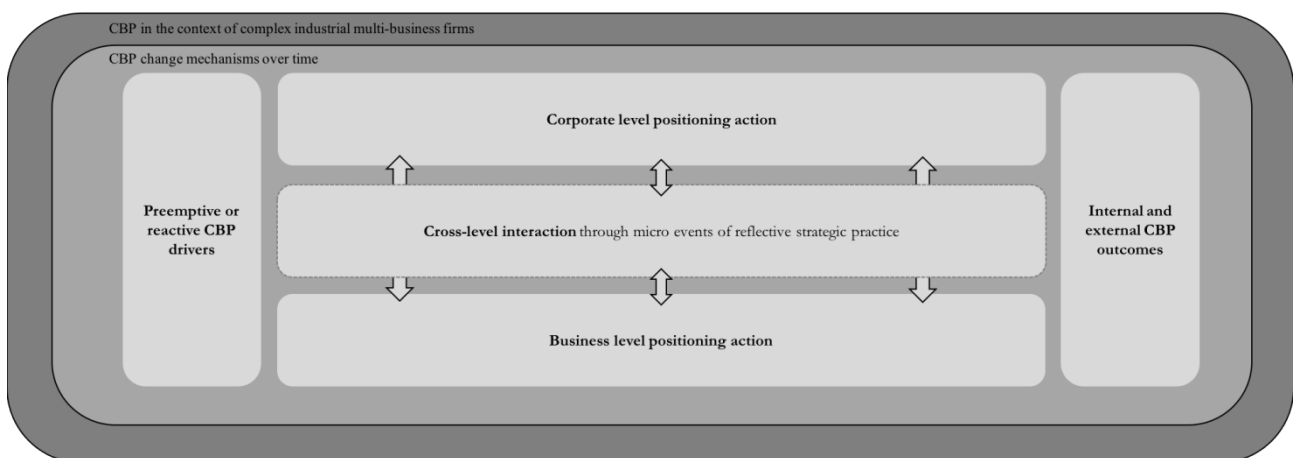 CBP in the context of complex industrial multi-business firms
CBP change mechanisms over time
Corporate level positioning action
Preemptive or
reactive CBP
drivers
Cross-level interaction through micro events of reflective strategic practice
Internal and
external CBP
outcomes
Business level positioning action